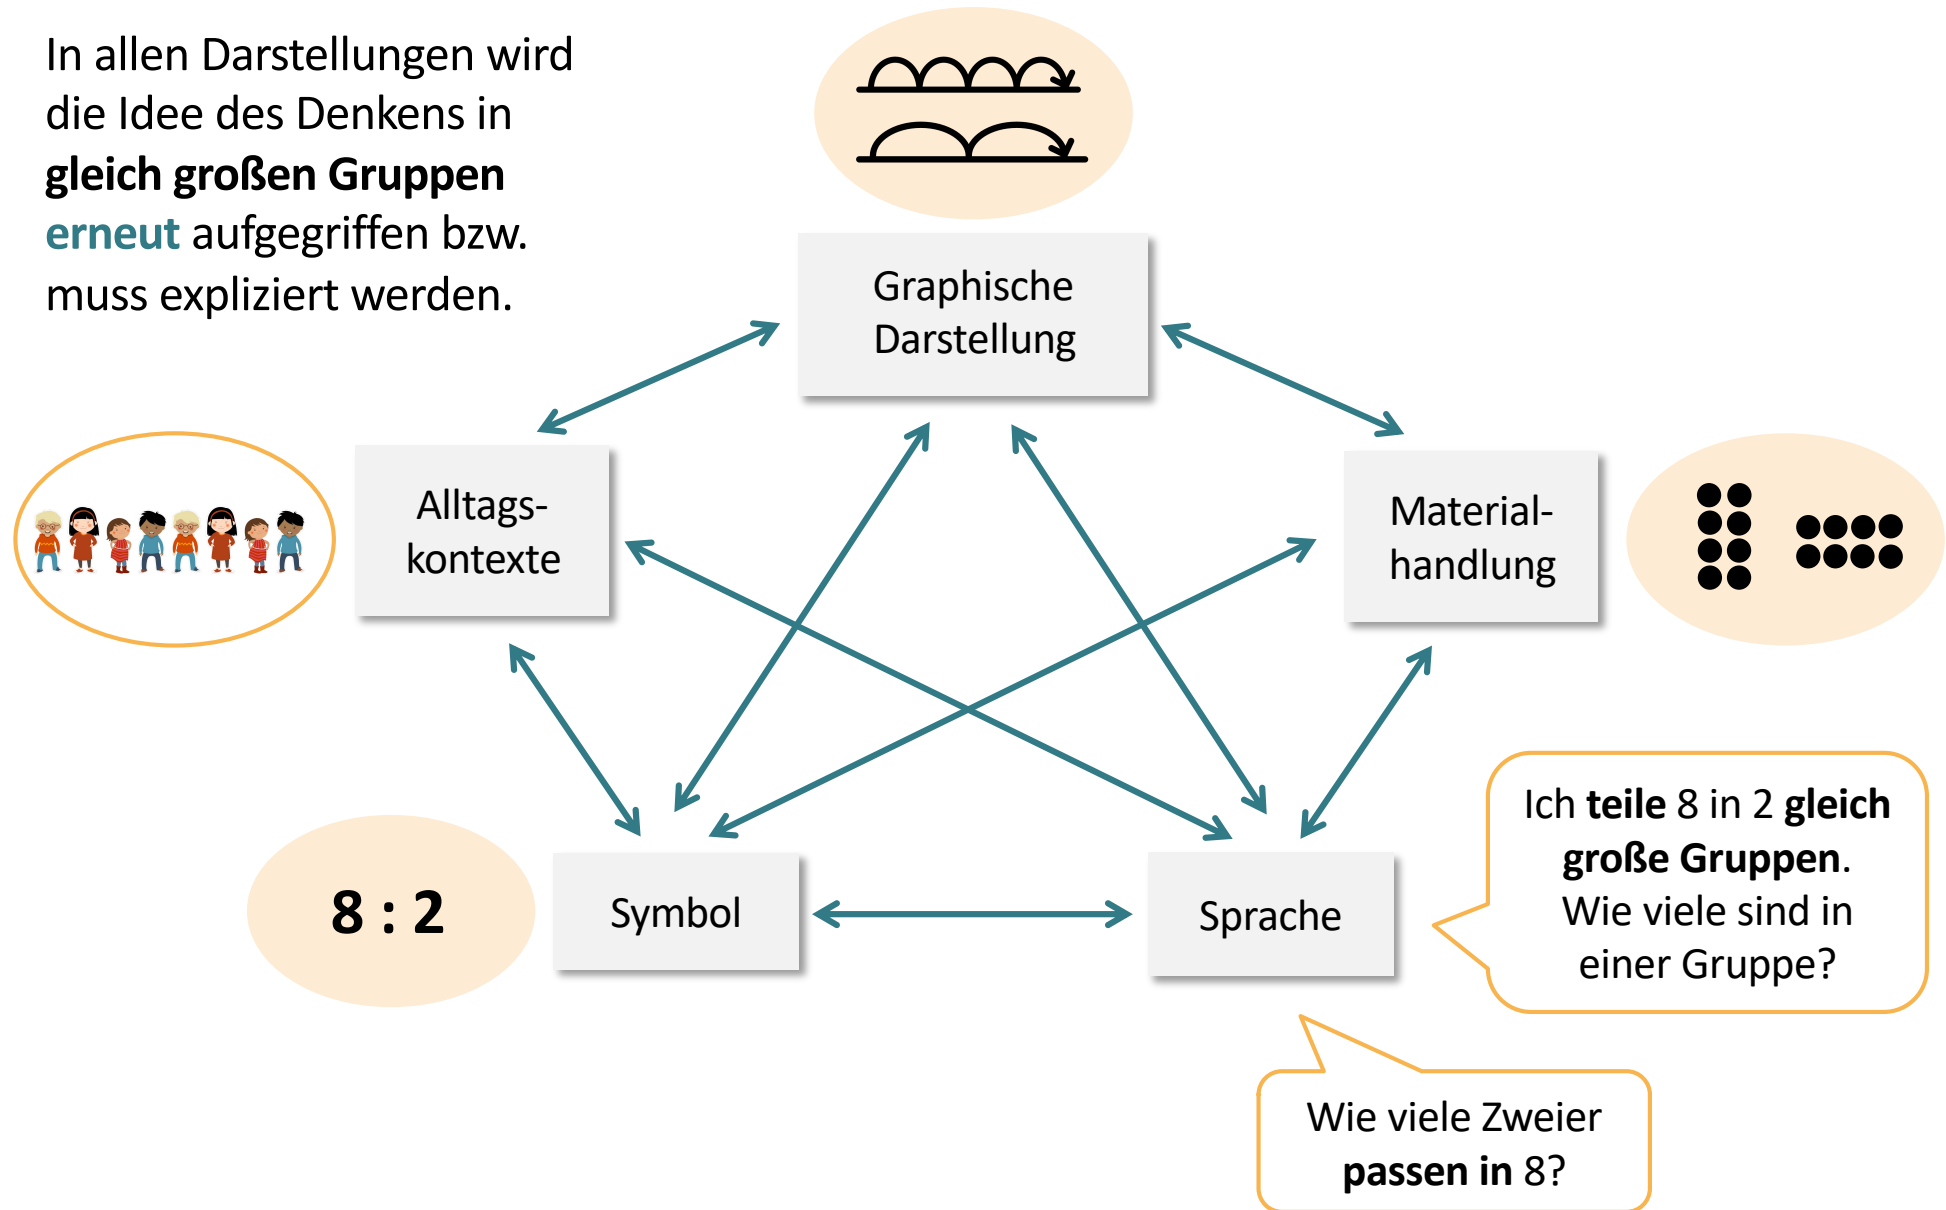 In allen Darstellungen wird
die Idee des Denkens in
gleich großen Gruppen
erneut aufgegriffen bzw.
muss expliziert werden.
Graphische
Darstellung
Alltags-
kontexte
Material-
handlung
8 : 2
Symbol
Sprache
Ich teile 8 in 2 gleich
große Gruppen.
Wie viele sind in
einer Gruppe?
Wie viele Zweier
passen in 8?